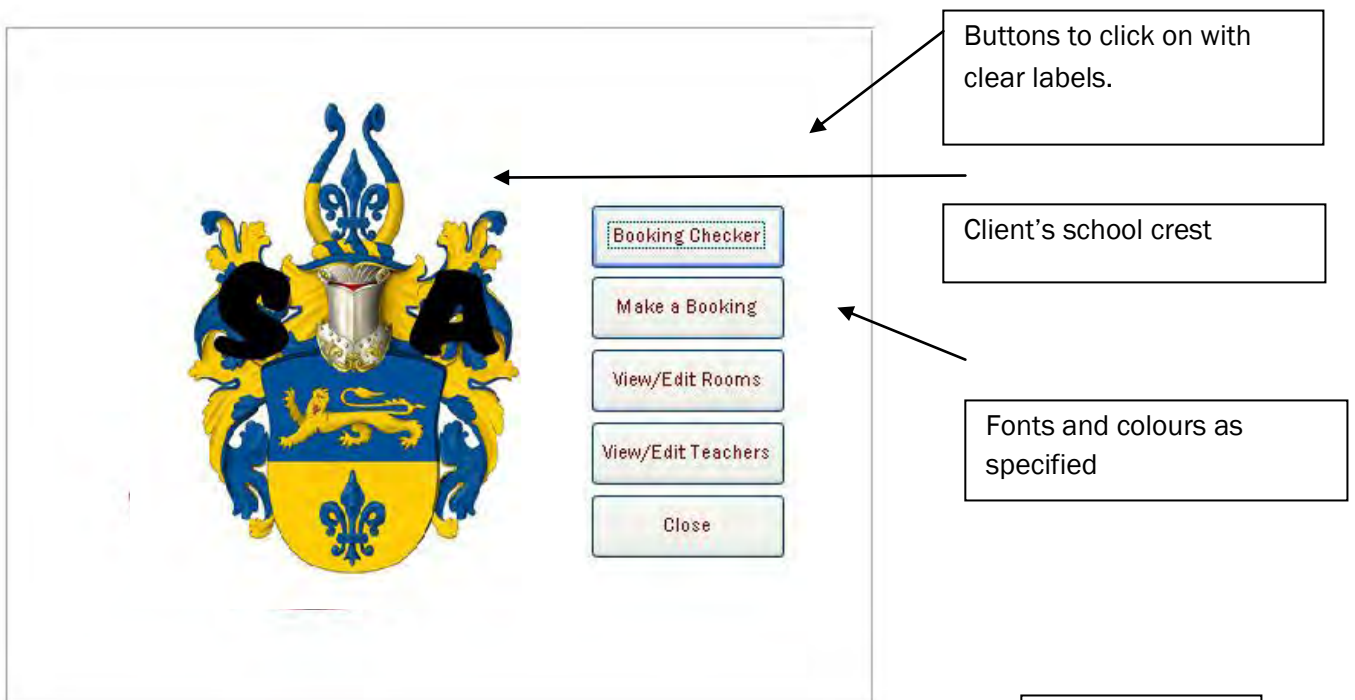 Buttons to click on with
clear labels.
Client's school crest
Fonts and colours as
specified
S A
Booking Checker
Make a Booking
View/Edit Rooms
View/Edit Teachers
Close